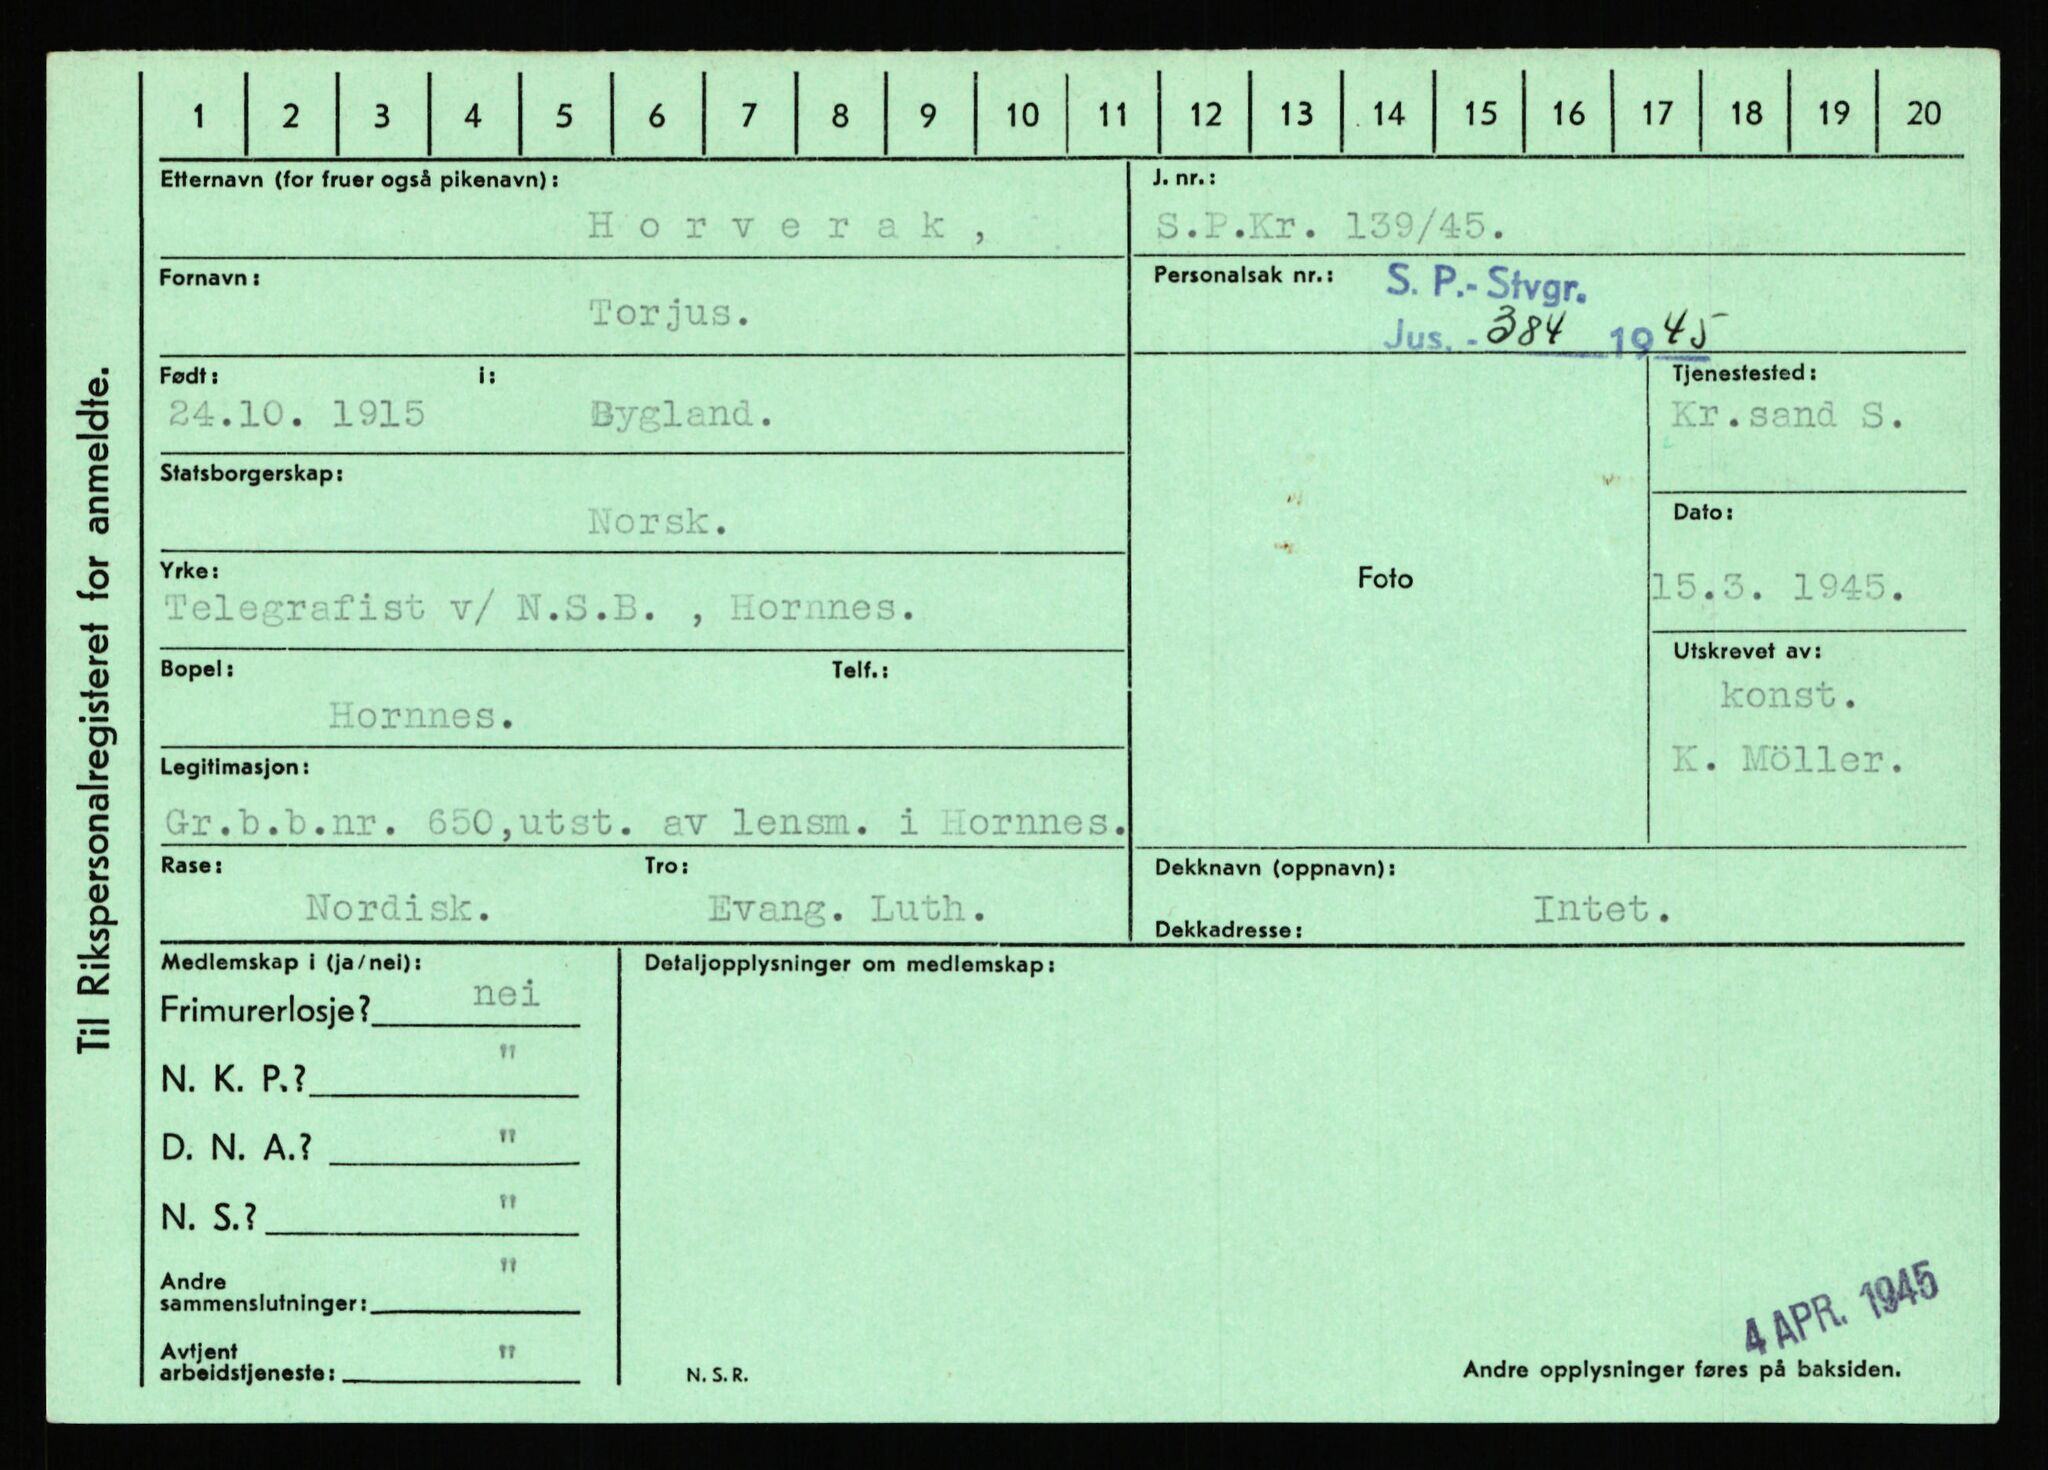 Til Rikspersonalregisteret for anmeldte.
1 2 3 4 5 6 7 8 9 10 11 12 13 14 15 16 17 18 19 20
Etternavn (for fruer også pikenavn):
Horverak,
J. nr.:
S.P.Kr. 139/45.
Fornavn:
Torjus.
Personalsak nr.:
S. P.-Stvgr.
Jus. - 384 1945
Født: i:
24.10. 1915 Bygland.
Tjenestested:
Kr.sand S.
Statsborgerskap:
Norsk.
Dato:
15.3. 1945.
Yrke:
Telegrafist v/ N.S.B. , Hornnes.
Foto
Bopel: Telf.:
Hornnes.
Utskrevet av:
konst.
K. Möller.
Legitimasjon:
Gr.b.b.nr. 650,utst. av lensm. i Hornnes.
Rase: Tro:
Nordisk. Evang. Luth.
Dekknavn (oppnavn):
Intet.
Dekkadresse:
Medlemskap i (ja/nei):
Frimurerlosje? nei
N. K. P.? "
D. N. A.? "
N. S.? "
Andre "
sammenslutninger:
Avtjent "
arbeidstjeneste:
Detaljopplysninger om medlemskap:
4 APR. 1945
N. S. R.
Andre opplysninger føres på baksiden.